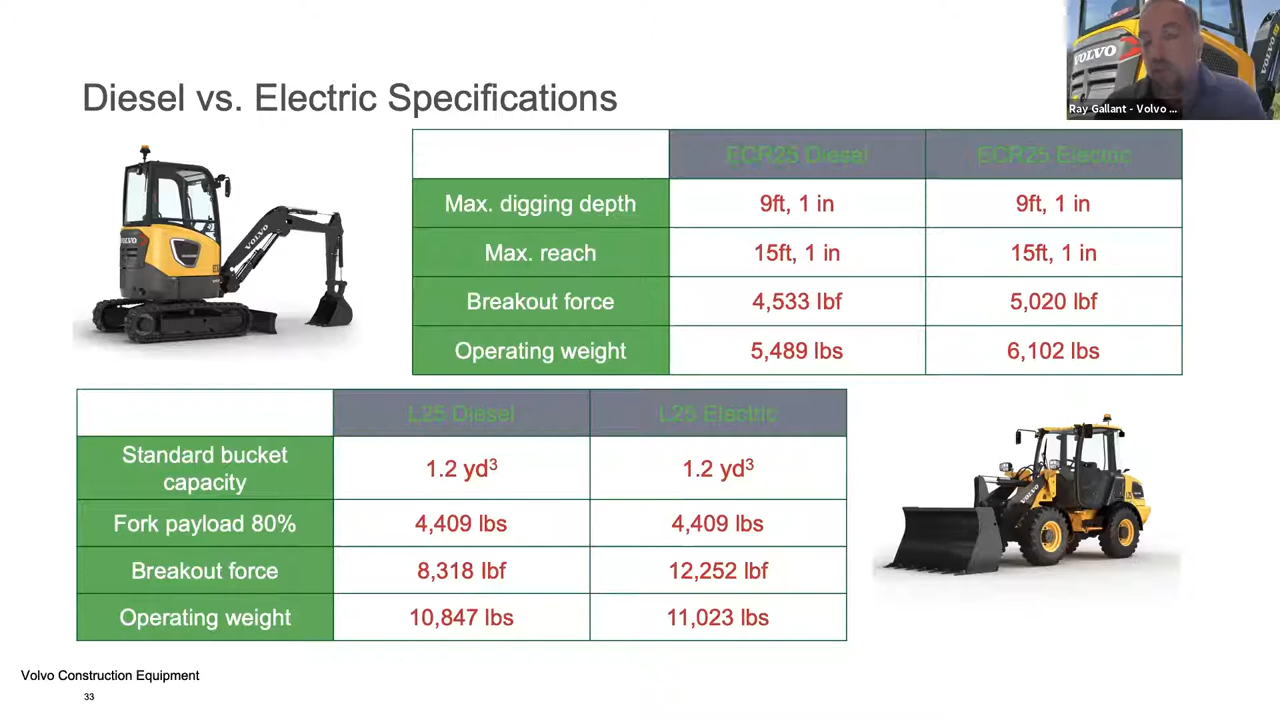 Diesel vs. Electric Specifications
VOLVO
Ray Gallant - Volvo ...
ECR25 Diesel ECR25 Electric
Max. digging depth 9ft, 1 in 9ft, 1 in
Max. reach 15ft, 1 in 15ft, 1 in
Breakout force 4,533 lbf 5,020 lbf
Operating weight 5,489 lbs 6,102 lbs
VOLVO
VOLVO
L25 Diesel L25 Electric
Standard bucket
capacity 1.2 yd³ 1.2 yd³
Fork payload 80% 4,409 lbs 4,409 lbs
Breakout force 8,318 lbf 12,252 lbf
Operating weight 10,847 lbs 11,023 lbs
VOLVO
Volvo Construction Equipment
33